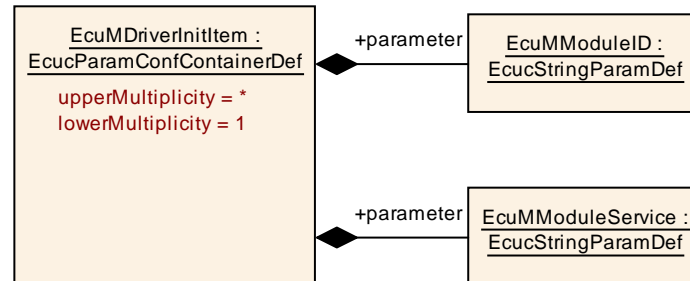 EcuMDriverInitItem :
EcucParamConfContainerDef
upperMultiplicity = *
lowerMultiplicity = 1
+parameter
EcuMModuleID :
EcucStringParamDef
+parameter
EcuMModuleService :
EcucStringParamDef